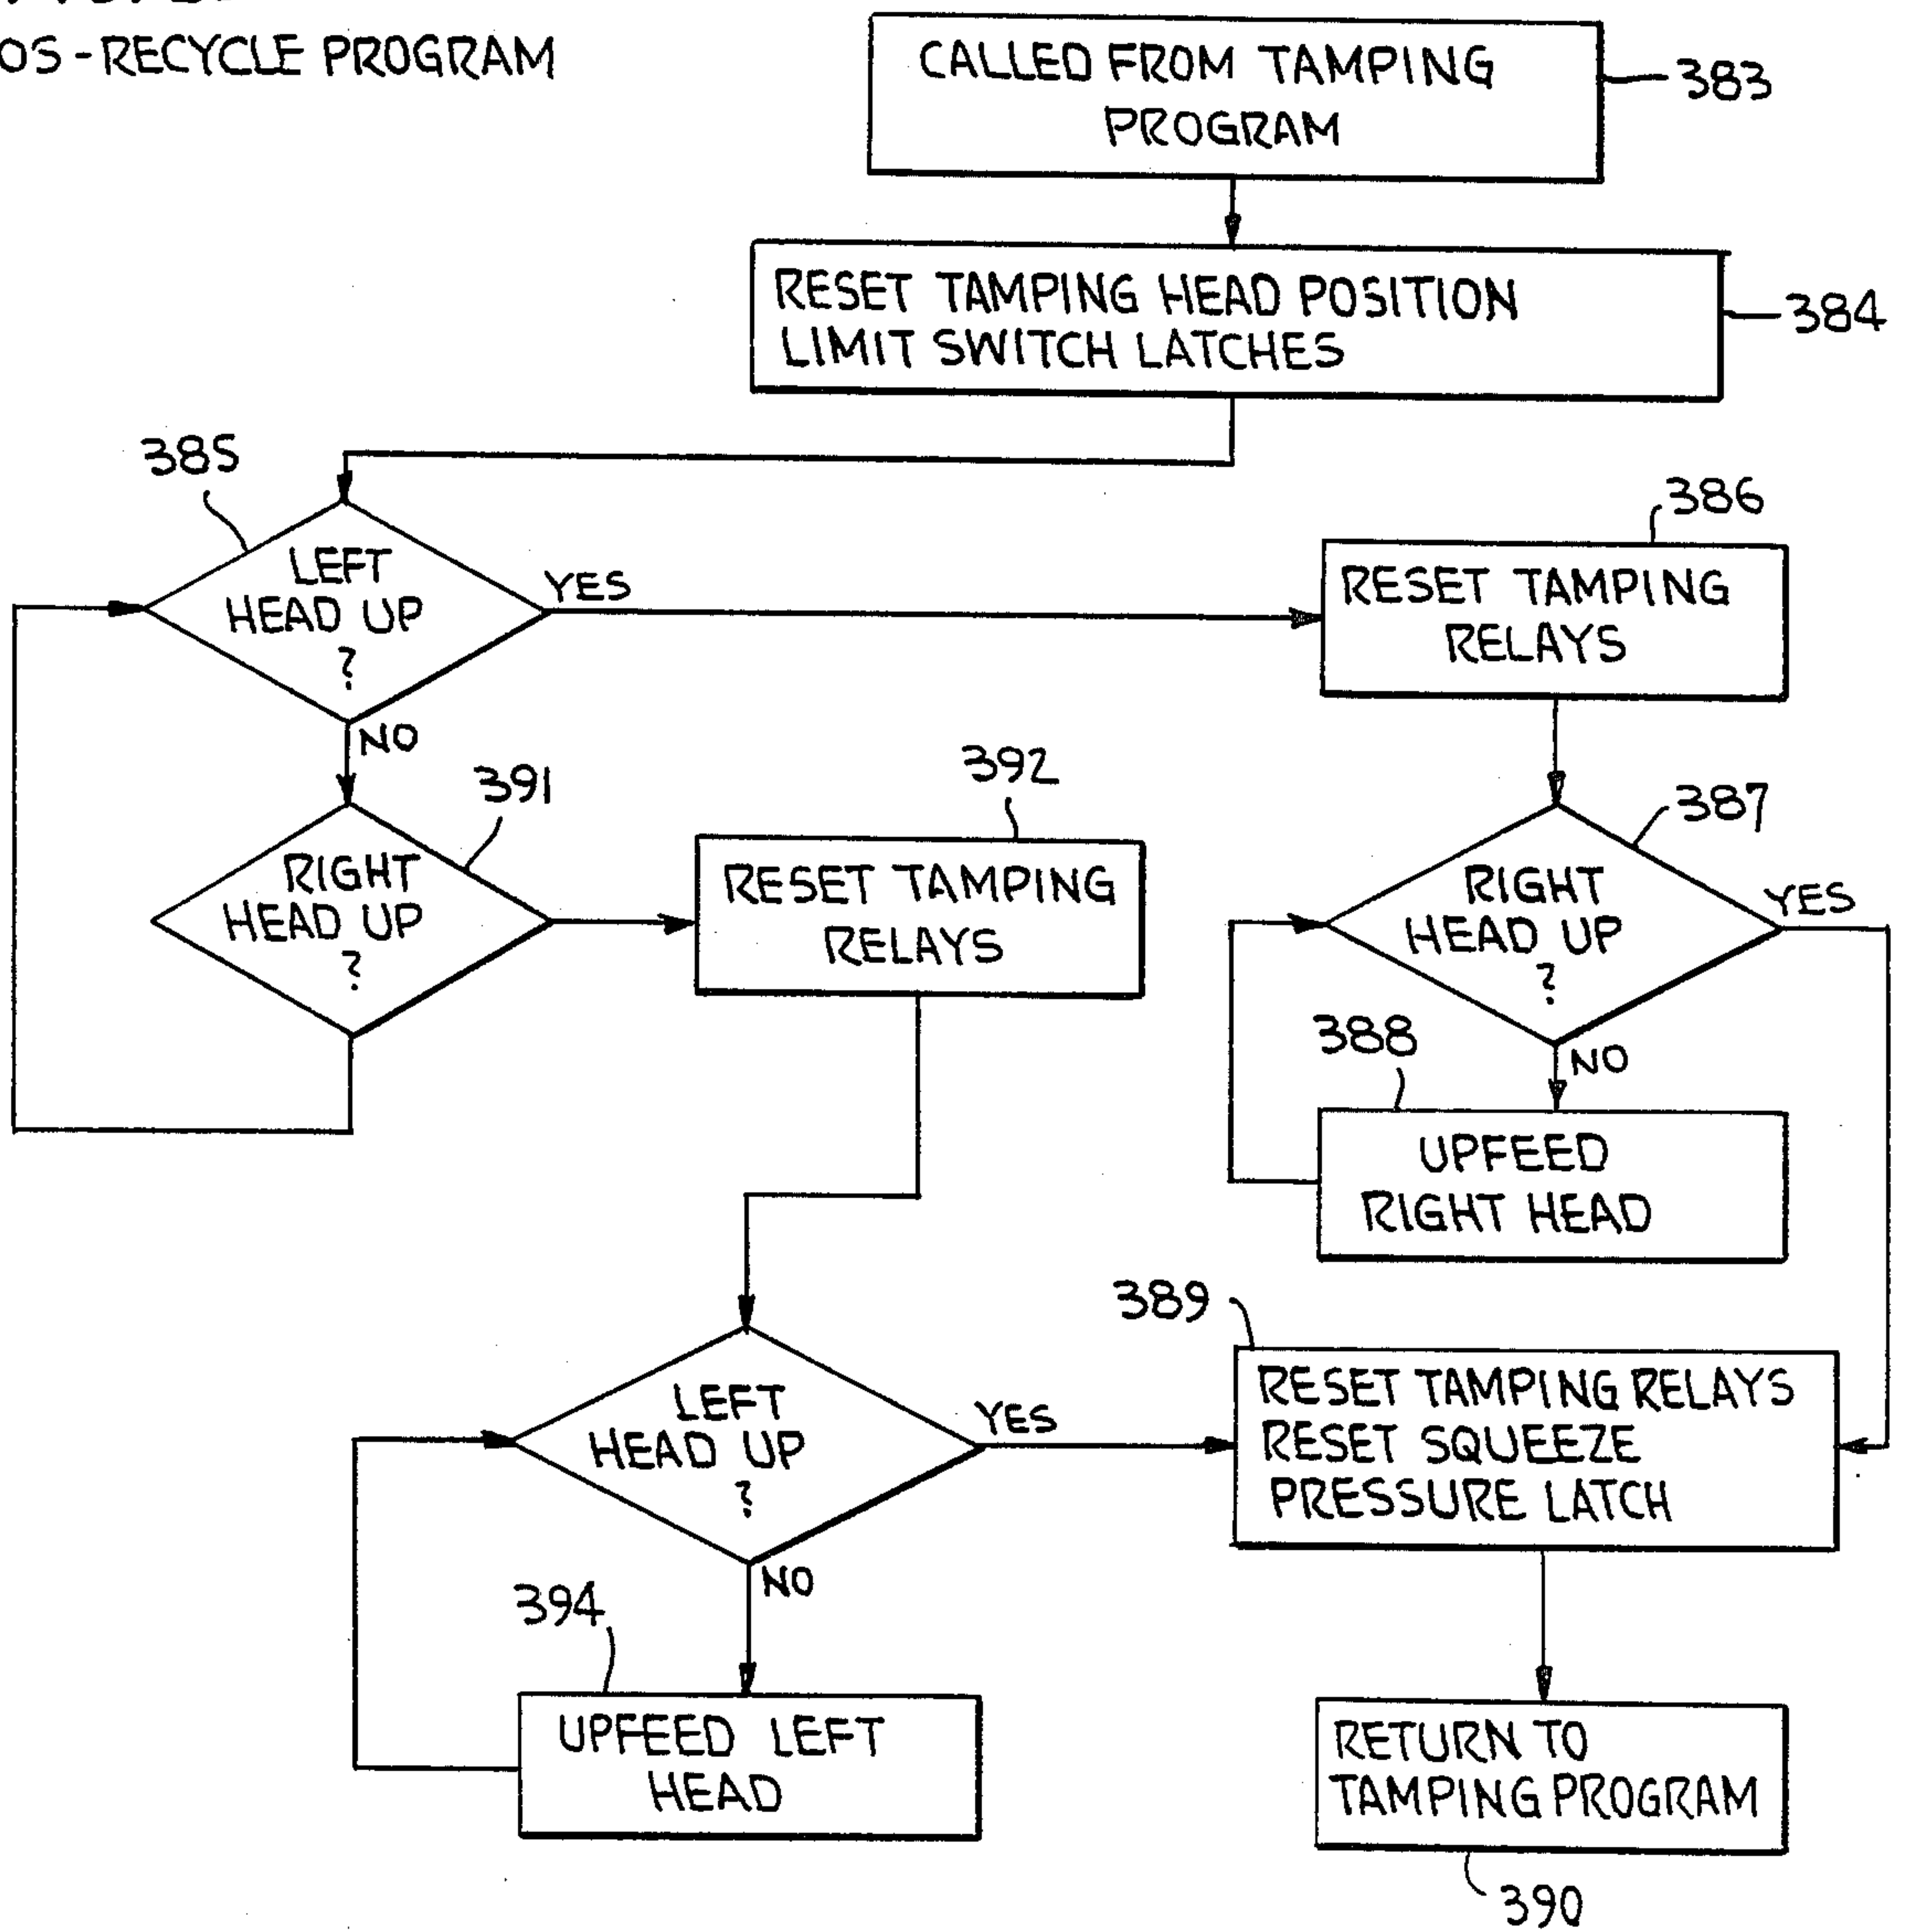 OS-RECYCLE PROGRAM
CALLED FROM TAMPING
PROGRAM
383
RESET TAMPING HEAD POSITION
LIMIT SWITCH LATCHES
384
385
LEFT
HEAD UP
?
YES
NO
386
RESET TAMPING
RELAYS
391
RIGHT
HEAD UP
?
392
RESET TAMPING
RELAYS
387
RIGHT
HEAD UP
?
YES
NO
388
UPFEED
RIGHT HEAD
LEFT
HEAD UP
?
YES
NO
389
RESET TAMPING RELAYS
RESET SQUEEZE
PRESSURE LATCH
394
UPFEED LEFT
HEAD
RETURN TO
TAMPING PROGRAM
390